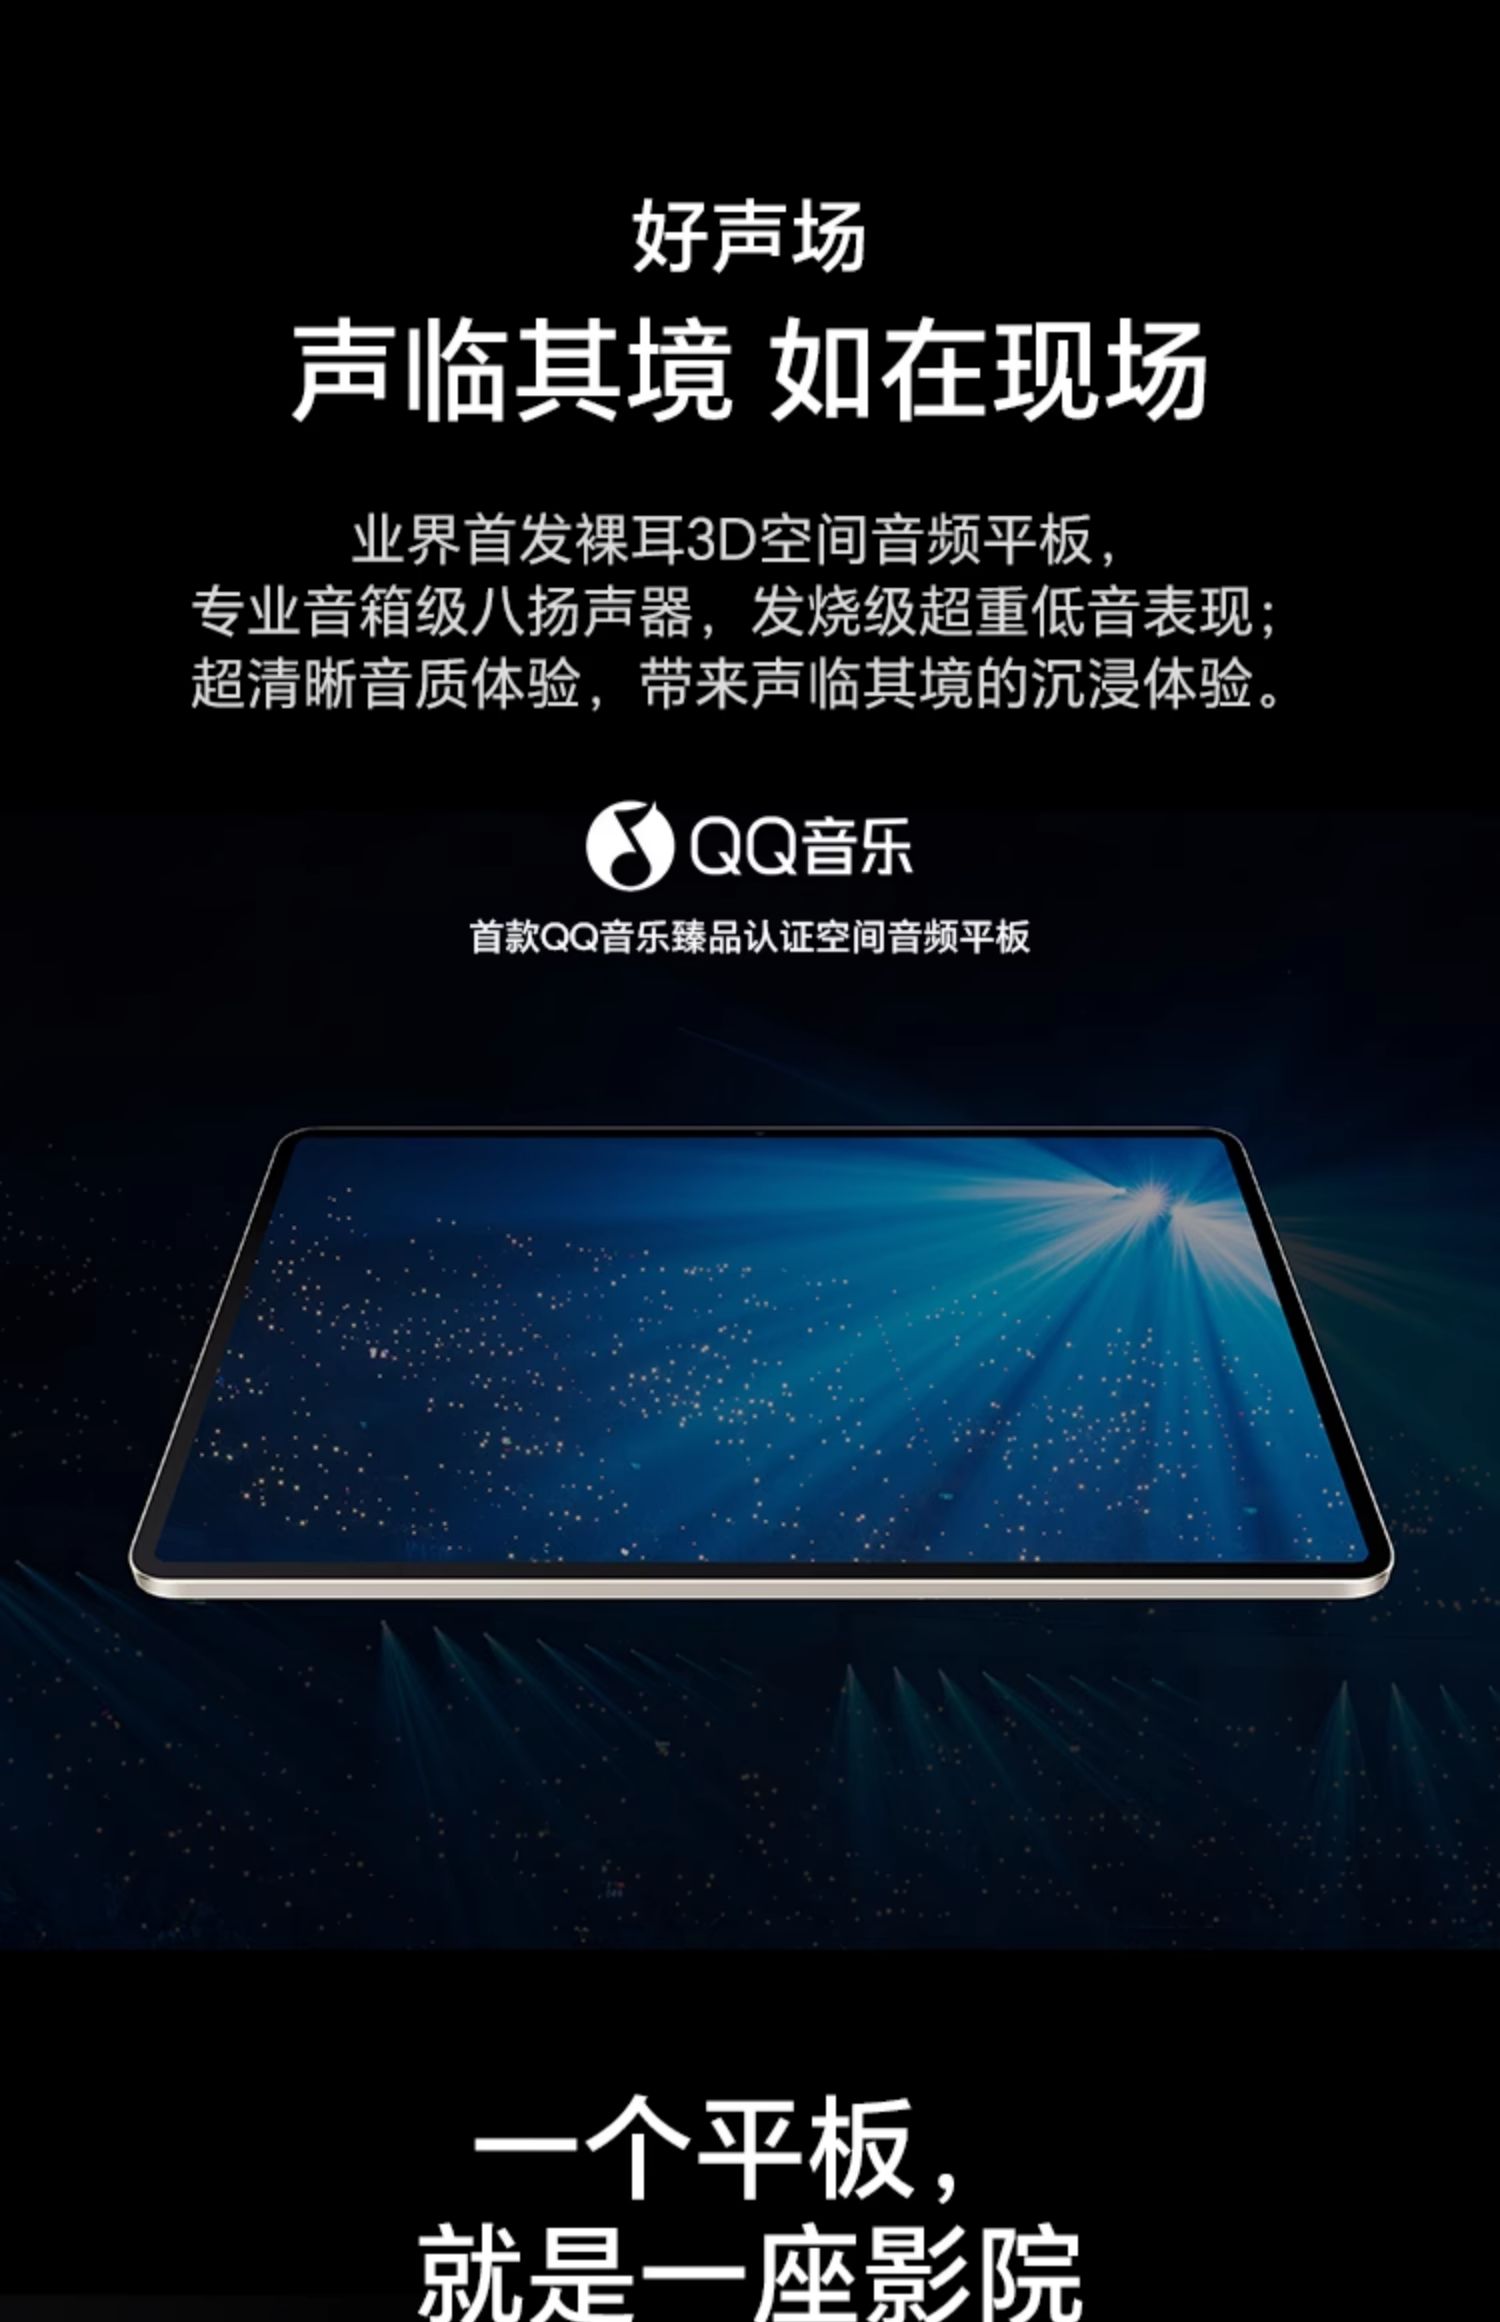 好声场
声临其境 如在现场
业界首发裸耳3D空间音频平板，
专业音箱级八扬声器，发烧级超重低音表现；
超清晰音质体验，带来声临其境的沉浸体验。
QQ音乐
首款QQ音乐臻品认证空间音频平板
一个平板，
就是一座影院